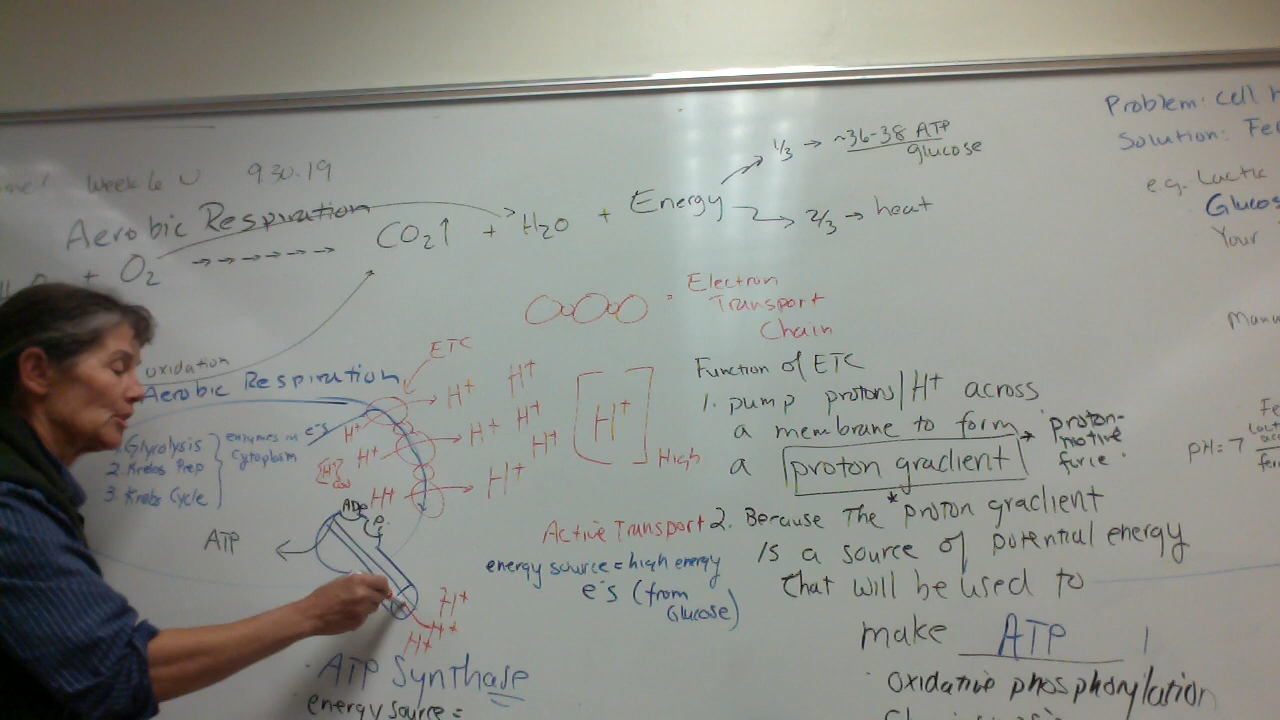 Week 6 9.30.19
Aerobic Respiration
+ O2 → CO2↑ + H2O + Energy
1/3 → ~36-38 ATP
glucose
2/3 → heat
Problem: Cell
Solution: Fe
e.g. Lactic
Glucos
Your
Electron
Transport
Chain
oxidation
Aerobic Respiration
ETC
1. Glycolysis
2. Krebs Prep
3. Krebs Cycle
enzymes in
cytoplasm
e-s
H+ H+
H+ H+ H+
H+ H+
H+ H+
[H+]
High
ADP
Pi
ATP
H+
H+ H+
ATP Synthase
energy source =
Active Transport
energy source = high energy
e-s (from
Glucose)
Function of ETC
1. pump protons/H+ across
a membrane to form
a proton gradient
→ proton-
motive
force
2. Because the *proton gradient
is a source of potential energy
that will be used to
make ATP
• oxidative phosphorylation
pH = 7